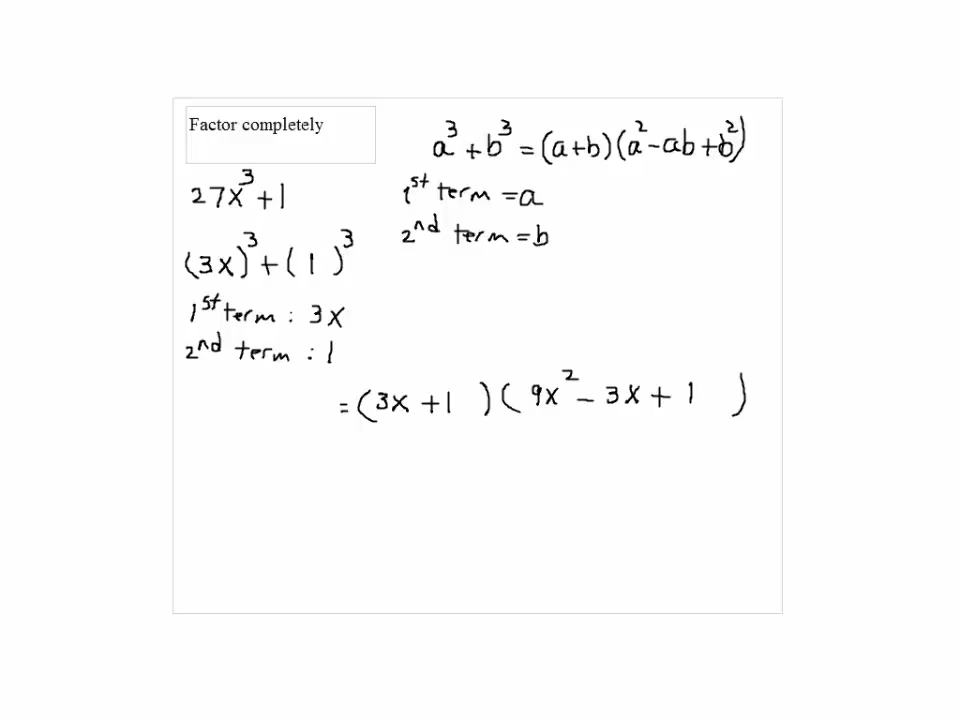 Factor completely
a³ + b³ = (a+b)(a² - ab + b²)
27x³ + 1
1st term = a
2nd term = b
(3x)³ + (1)³
1st term : 3x
2nd term : 1
= (3x + 1)(9x² - 3x + 1)